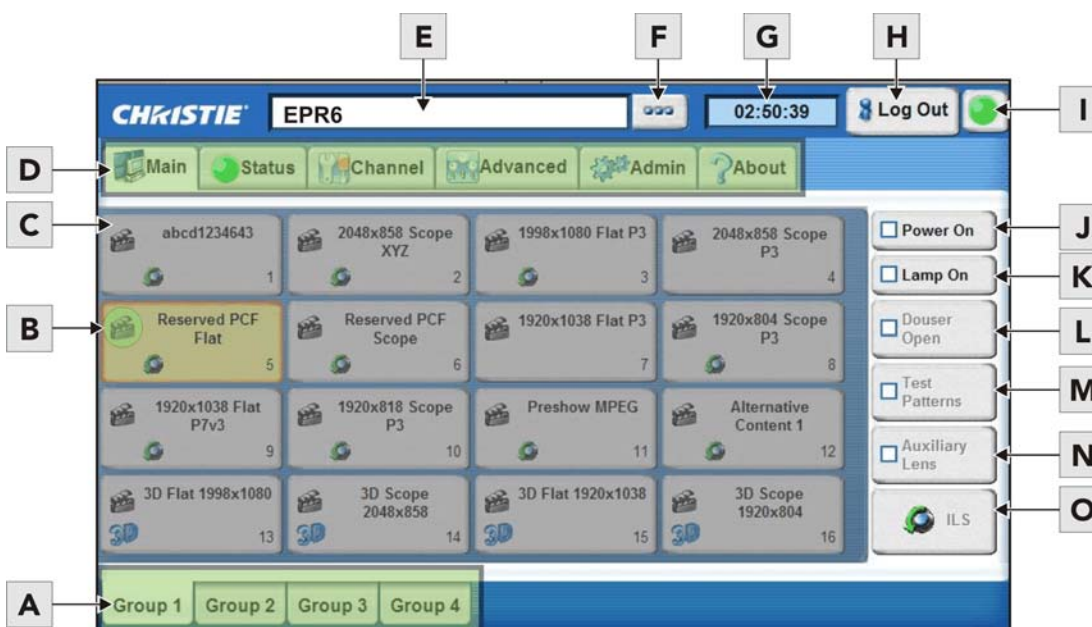 E F G H
CHRISTIE EPR6 02:50:39 Log Out I
D Main Status Channel Advanced Admin About
C abcd1234643 1
2048x858 Scope XYZ 2
1998x1080 Flat P3 3
2048x858 Scope P3 4
Power On J
Lamp On K
B Reserved PCF Flat 5
Reserved PCF Scope 6
1920x1038 Flat P3 7
1920x804 Scope P3 8
Douser Open L
Test Patterns M
1920x1038 Flat P7v3 9
1920x818 Scope P3 10
Preshow MPEG 11
Alternative Content 1 12
Auxiliary Lens N
3D Flat 1998x1080 3D 13
3D Scope 2048x858 3D 14
3D Flat 1920x1038 3D 15
3D Scope 1920x804 3D 16
ILS O
A Group 1 Group 2 Group 3 Group 4